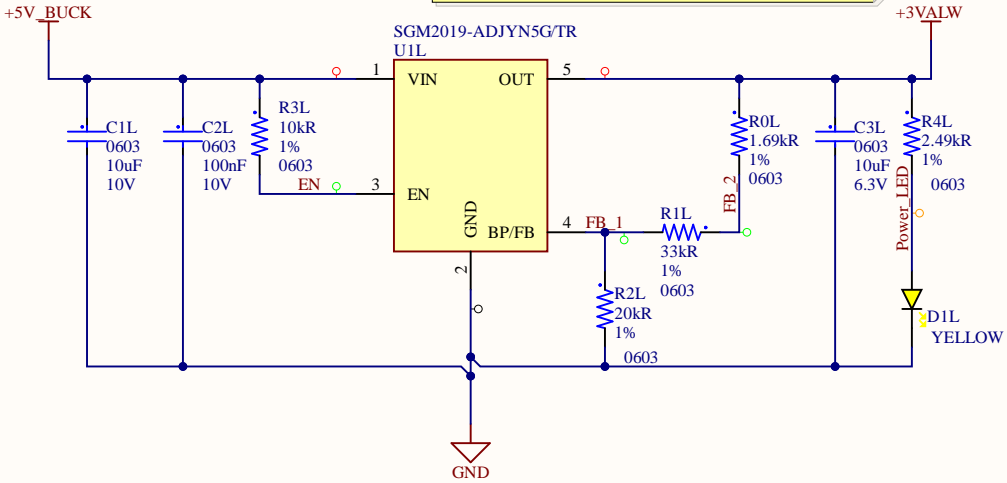 +5V_BUCK
+3VALW
SGM2019-ADJYN5G/TR
U1L
1
VIN
OUT
5
C1L
0603
10uF
10V
C2L
0603
100nF
10V
R3L
10kR
1%
0603
EN
3
EN
GND
2
BP/FB
4
FB_1
R1L
33kR
1%
0603
FB_2
R0L
1.69kR
1%
0603
C3L
0603
10uF
6.3V
R4L
2.49kR
1%
0603
Power_LED
R2L
20kR
1%
0603
D1L
YELLOW
GND